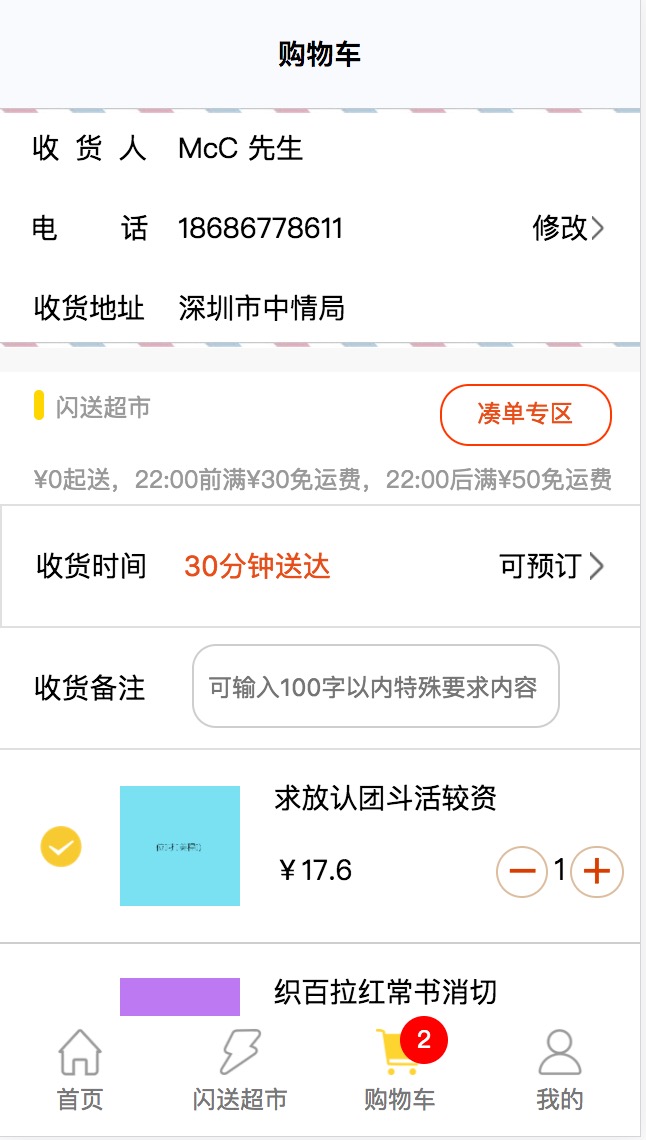 购物车
收 货 人 McC 先生
电 话 18686778611 修改
收货地址 深圳市中情局
闪送超市 凑单专区
¥0起送，22:00前满¥30免运费，22:00后满¥50免运费
收货时间 30分钟送达 可预订
收货备注 可输入100字以内特殊要求内容
求放认团斗活较资
￥17.6 1
织百拉红常书消切
2
首页 闪送超市 购物车 我的